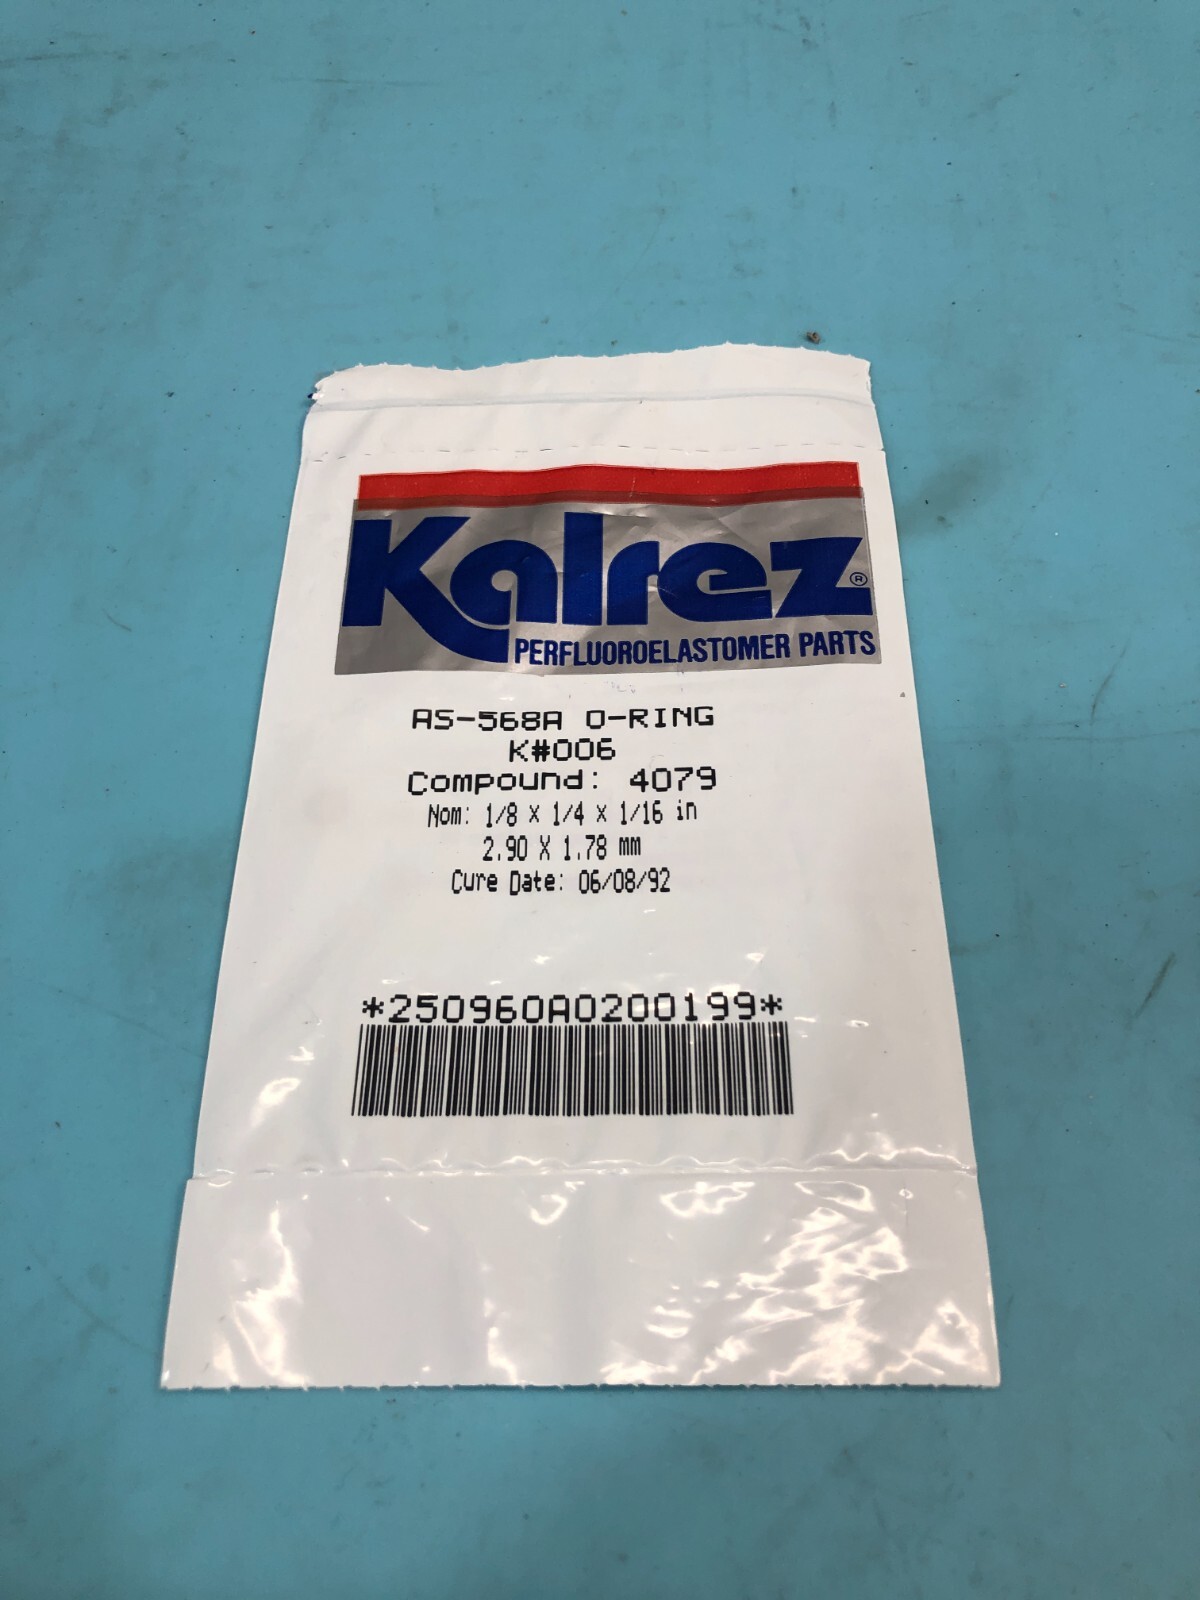 Kalrez®
PERFLUOROELASTOMER PARTS
AS-568A O-RING
K#006
Compound: 4079
Nom: 1/8 x 1/4 x 1/16 in
2.90 X 1.78 mm
Cure Date: 06/08/92
*250960A0200199*